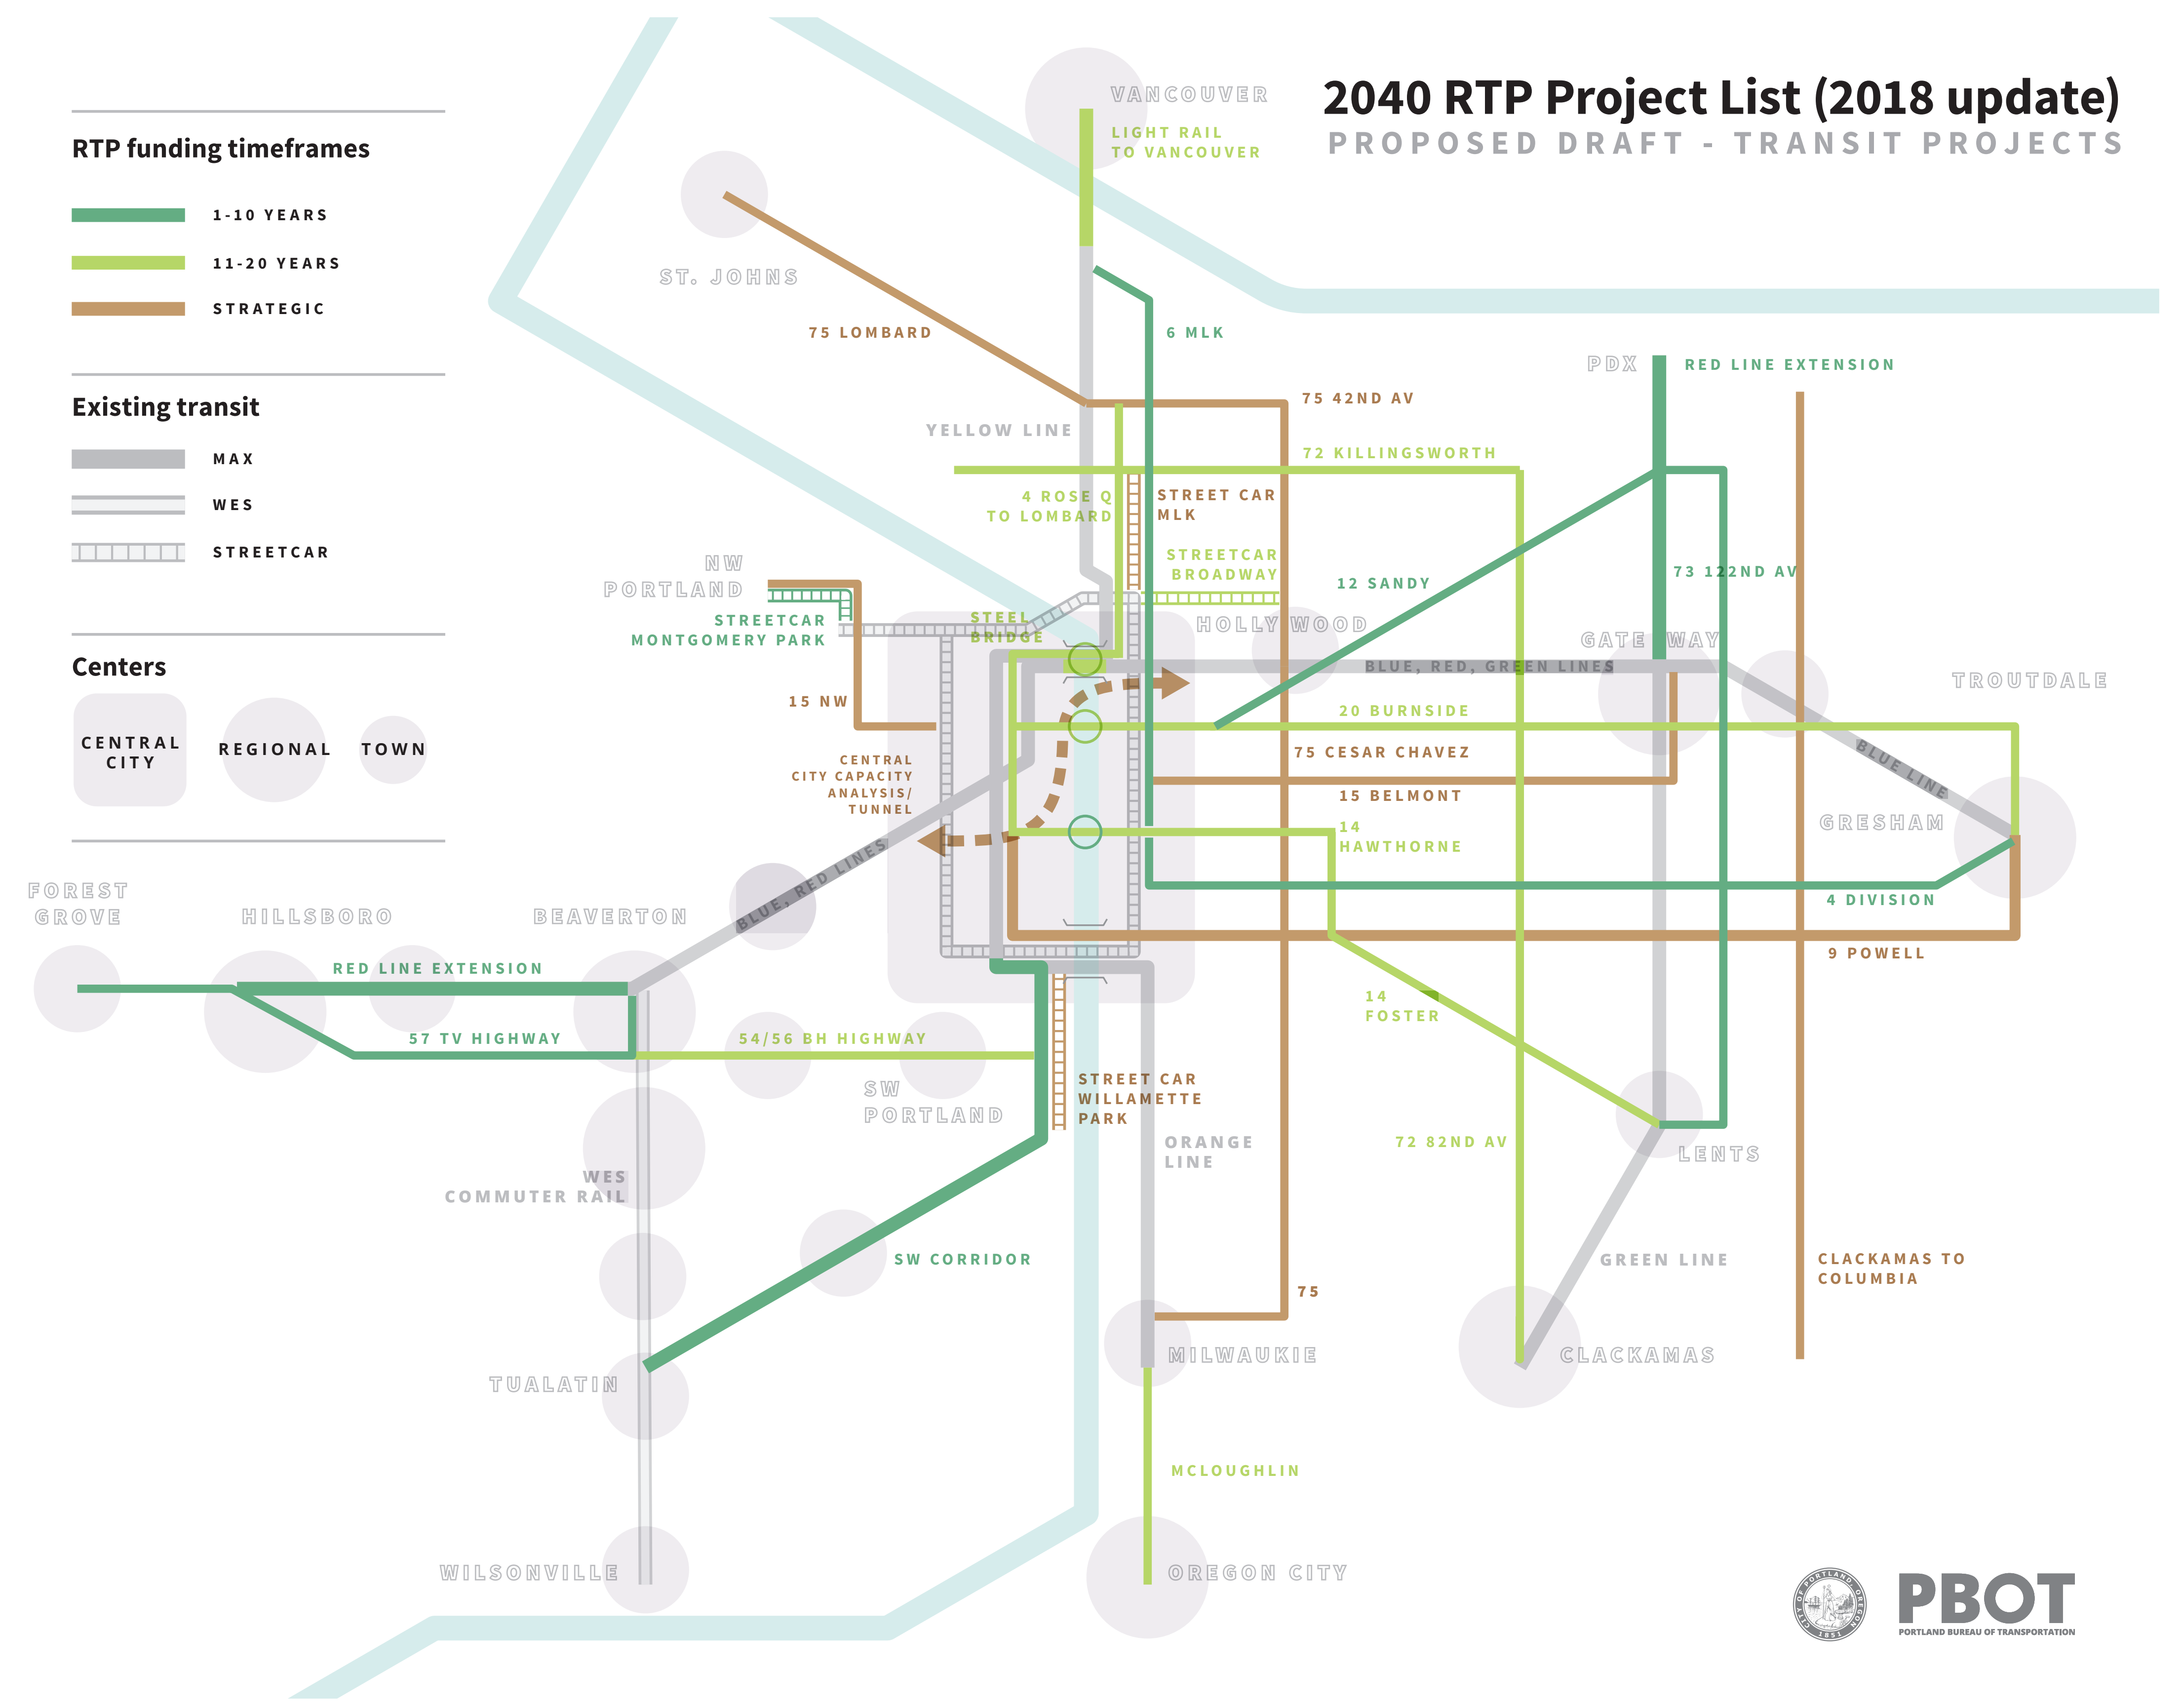 2040 RTP Project List (2018 update)
PROPOSED DRAFT - TRANSIT PROJECTS
RTP funding timeframes
1-10 YEARS
11-20 YEARS
STRATEGIC
Existing transit
MAX
WES
STREETCAR
Centers
CENTRAL
CITY
REGIONAL
TOWN
VANCOUVER
LIGHT RAIL
TO VANCOUVER
ST. JOHNS
75 LOMBARD
6 MLK
PDX
RED LINE EXTENSION
75 42ND AV
YELLOW LINE
72 KILLINGSWORTH
4 ROSE Q
TO LOMBARD
STREET CAR
MLK
STREETCAR
BROADWAY
NW
PORTLAND
12 SANDY
73 122ND AV
STREETCAR
MONTGOMERY PARK
STEEL
BRIDGE
HOLLYWOOD
GATEWAY
BLUE, RED, GREEN LINES
TROUTDALE
15 NW
20 BURNSIDE
75 CESAR CHAVEZ
BLUE LINE
CENTRAL
CITY CAPACITY
ANALYSIS/
TUNNEL
15 BELMONT
14
HAWTHORNE
GRESHAM
BLUE, RED LINES
FOREST
GROVE
HILLSBORO
BEAVERTON
4 DIVISION
9 POWELL
RED LINE EXTENSION
14
FOSTER
57 TV HIGHWAY
54/56 BH HIGHWAY
SW
PORTLAND
STREET CAR
WILLAMETTE
PARK
ORANGE
LINE
72 82ND AV
LENTS
WES
COMMUTER RAIL
SW CORRIDOR
GREEN LINE
CLACKAMAS TO
COLUMBIA
75
MILWAUKIE
CLACKAMAS
TUALATIN
MCLOUGHLIN
WILSONVILLE
OREGON CITY
CITY OF PORTLAND, OREGON
1851
PBOT
PORTLAND BUREAU OF TRANSPORTATION